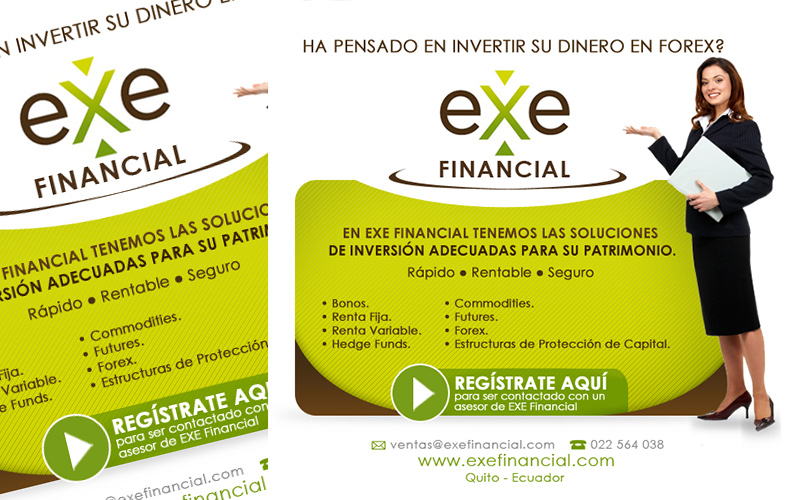 N INVERTIR SU DINERO EN
exe
FINANCIAL
FINANCIAL TENEMOS LAS SOLUCIONE
RSIÓN ADECUADAS PARA SU PATRIM
Rápido • Rentable • Seguro
• Commodities.
• Futures.
• Forex.
• Estructuras de Protección
Fija.
Variable.
e Funds.
REGÍSTRATE AQUÍ
para ser contactado con un
asesor de EXE Financial
@exefinancial.com
financial.com
HA PENSADO EN INVERTIR SU DINERO EN FOREX?
exe
FINANCIAL
EN EXE FINANCIAL TENEMOS LAS SOLUCIONES
DE INVERSIÓN ADECUADAS PARA SU PATRIMONIO.
Rápido • Rentable • Seguro
• Bonos.
• Renta Fija.
• Renta Variable.
• Hedge Funds.
• Commodities.
• Futures.
• Forex.
• Estructuras de Protección de Capital.
REGÍSTRATE AQUÍ
para ser contactado con un
asesor de EXE Financial
ventas@exefinancial.com 022 564 038
www.exefinancial.com
Quito - Ecuador